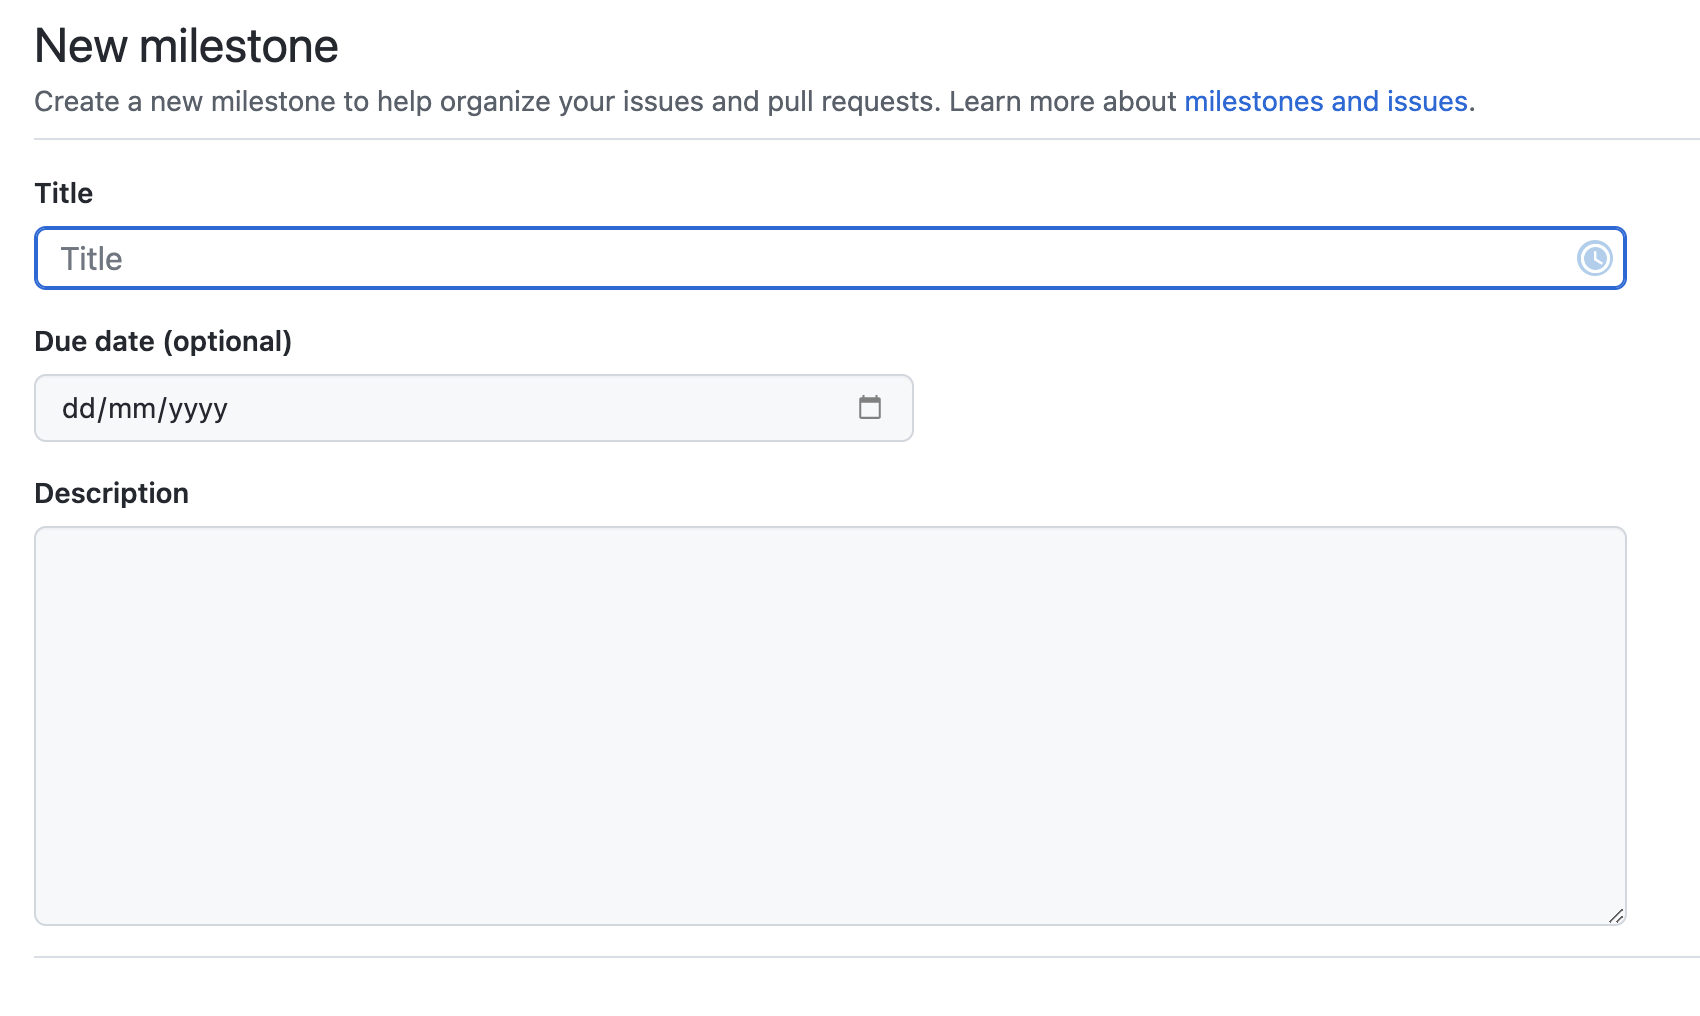 New milestone
Create a new milestone to help organize your issues and pull requests. Learn more about milestones and issues.
Title
Title
Due date (optional)
dd/mm/yyyy
Description